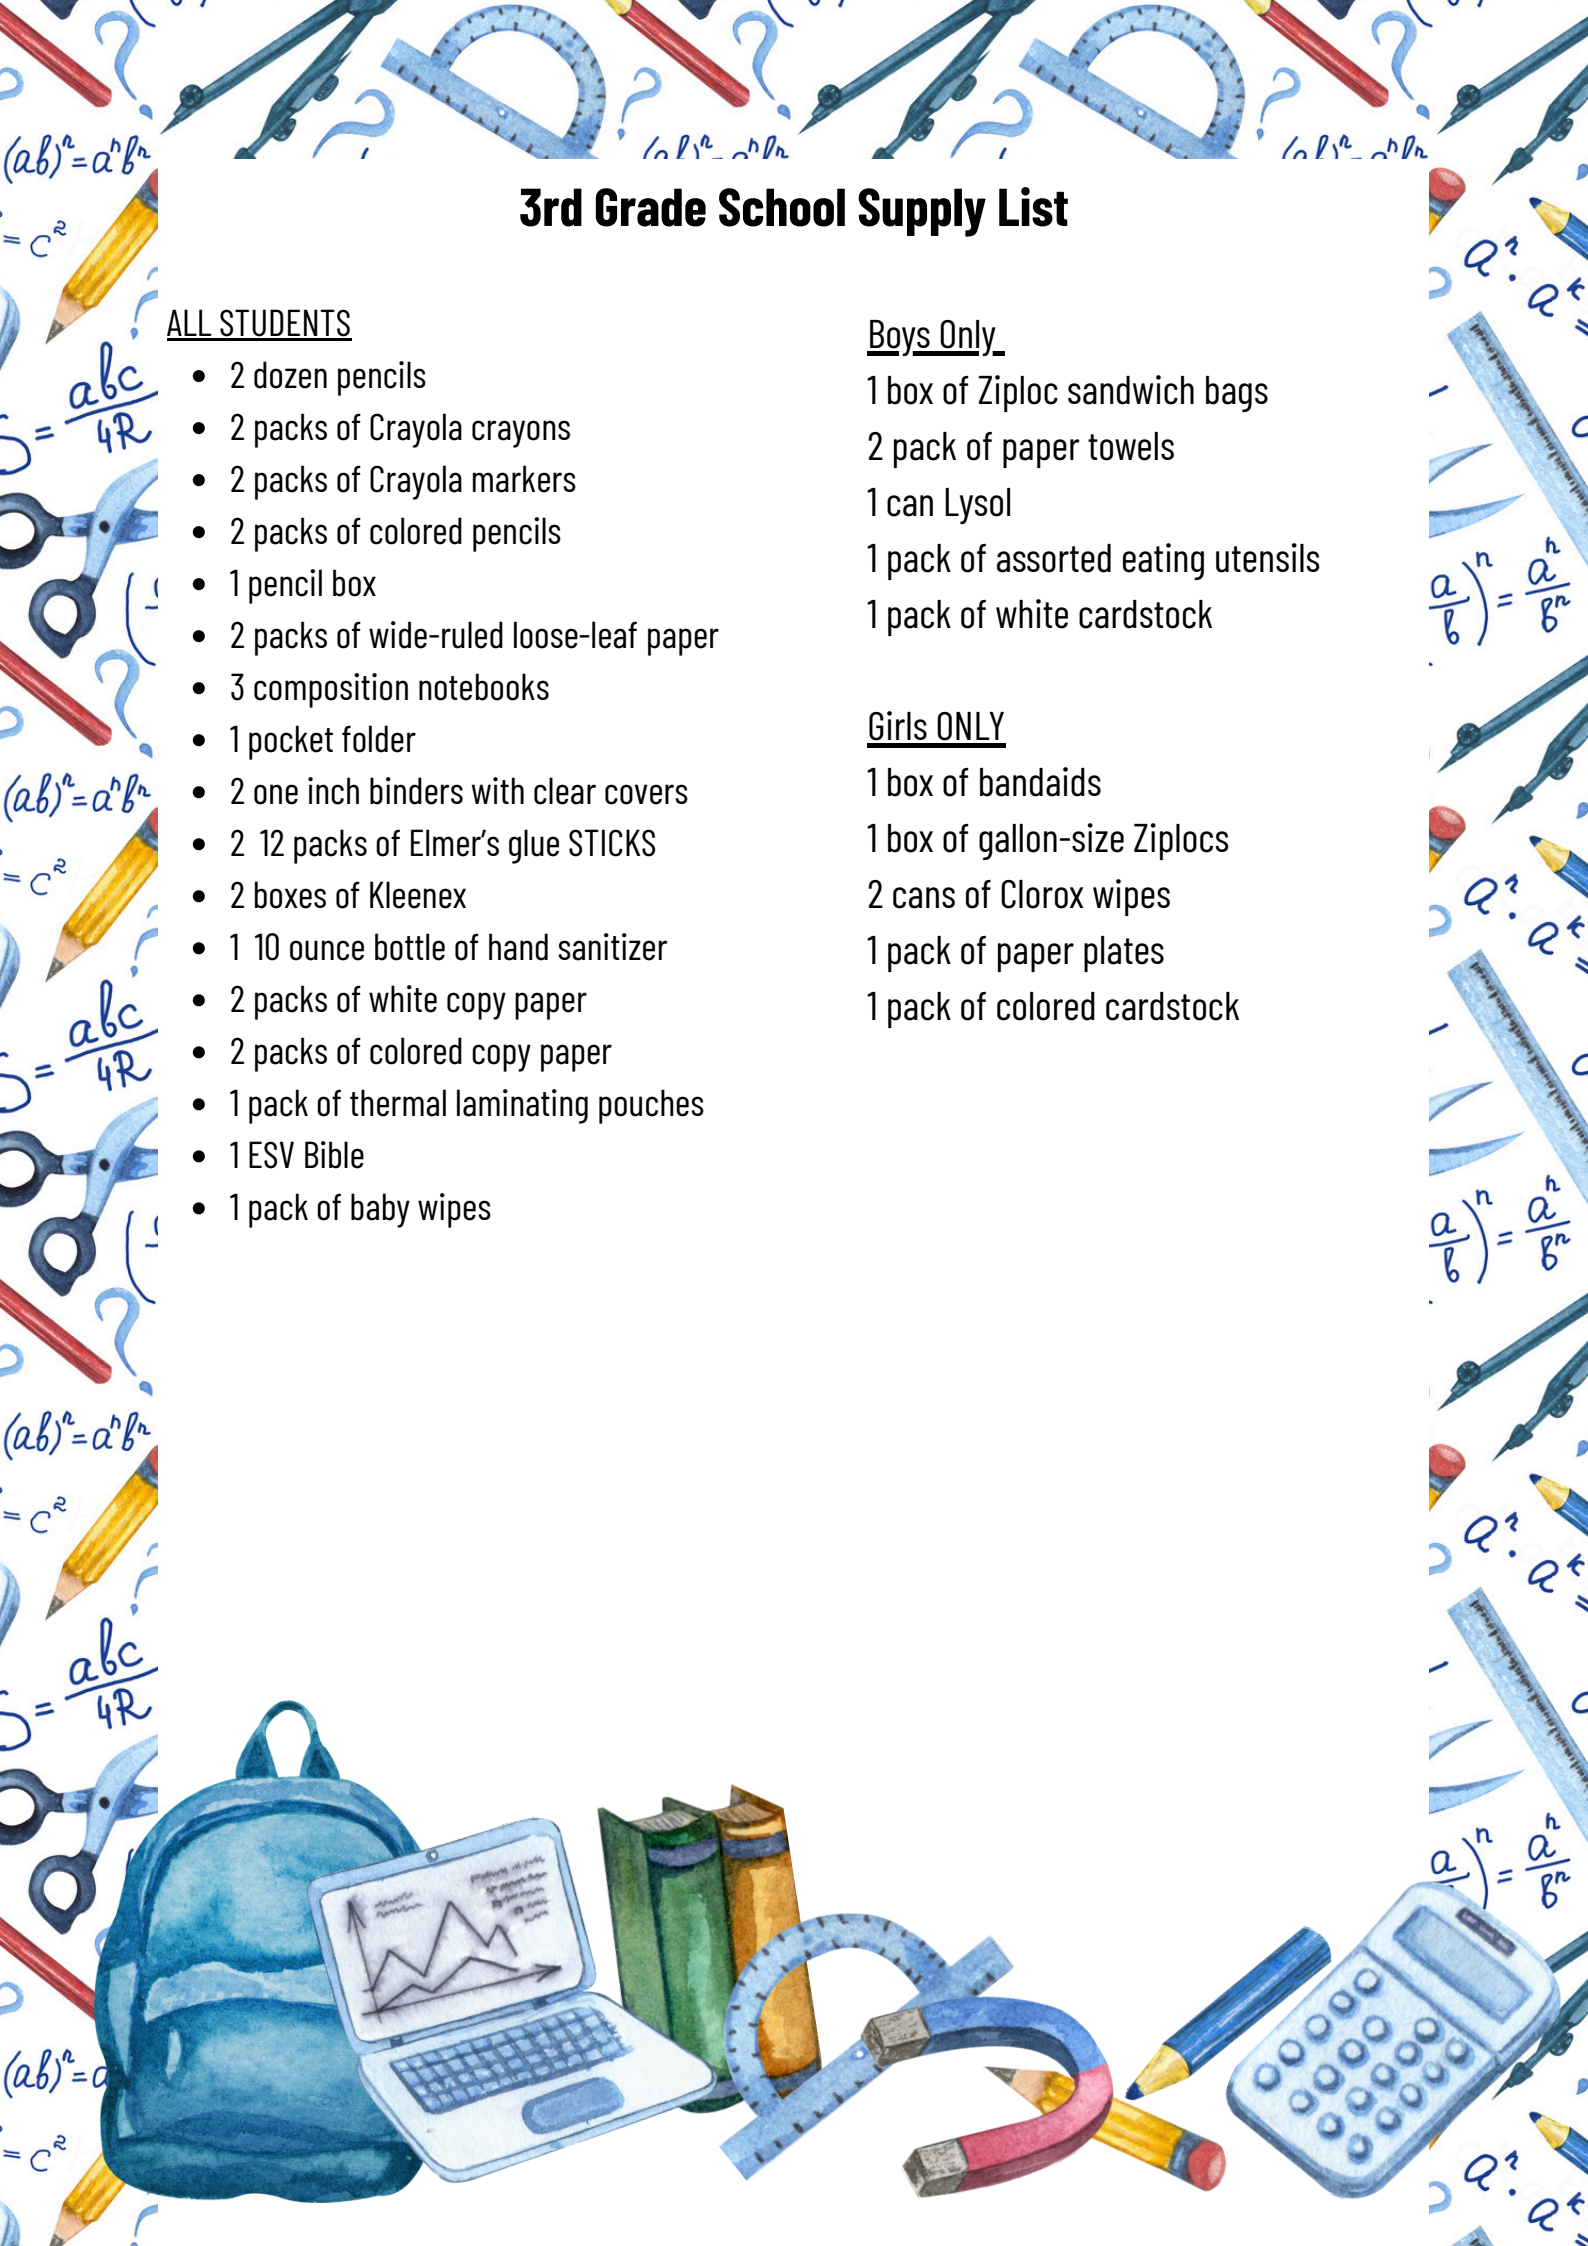 3rd Grade School Supply List
ALL STUDENTS
2 dozen pencils
2 packs of Crayola crayons
2 packs of Crayola markers
2 packs of colored pencils
1 pencil box
2 packs of wide-ruled loose-leaf paper
3 composition notebooks
1 pocket folder
2 one inch binders with clear covers
2  12 packs of Elmer’s glue STICKS
2 boxes of Kleenex
1  10 ounce bottle of hand sanitizer
2 packs of white copy paper
2 packs of colored copy paper
1 pack of thermal laminating pouches
1 ESV Bible
1 pack of baby wipes
Boys Only
1 box of Ziploc sandwich bags
2 pack of paper towels
1 can Lysol
1 pack of assorted eating utensils
1 pack of white cardstock
Girls ONLY
1 box of bandaids
1 box of gallon-size Ziplocs
2 cans of Clorox wipes
1 pack of paper plates
1 pack of colored cardstock